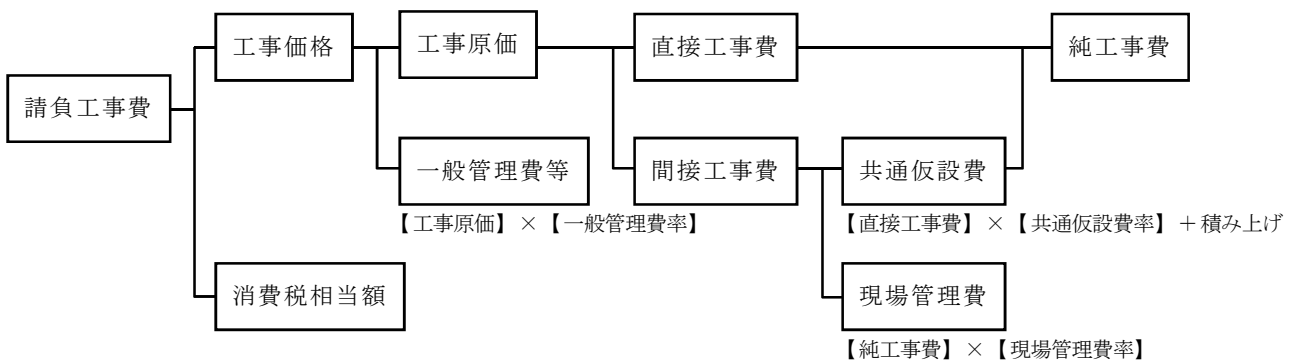 工事価格
工事原価
直接工事費
純工事費
請負工事費
一般管理費等
間接工事費
共通仮設費
【工事原価】 × 【一般管理費率】
【直接工事費】 × 【共通仮設費率】 ＋積み上げ
消費税相当額
現場管理費
【純工事費】 × 【現場管理費率】